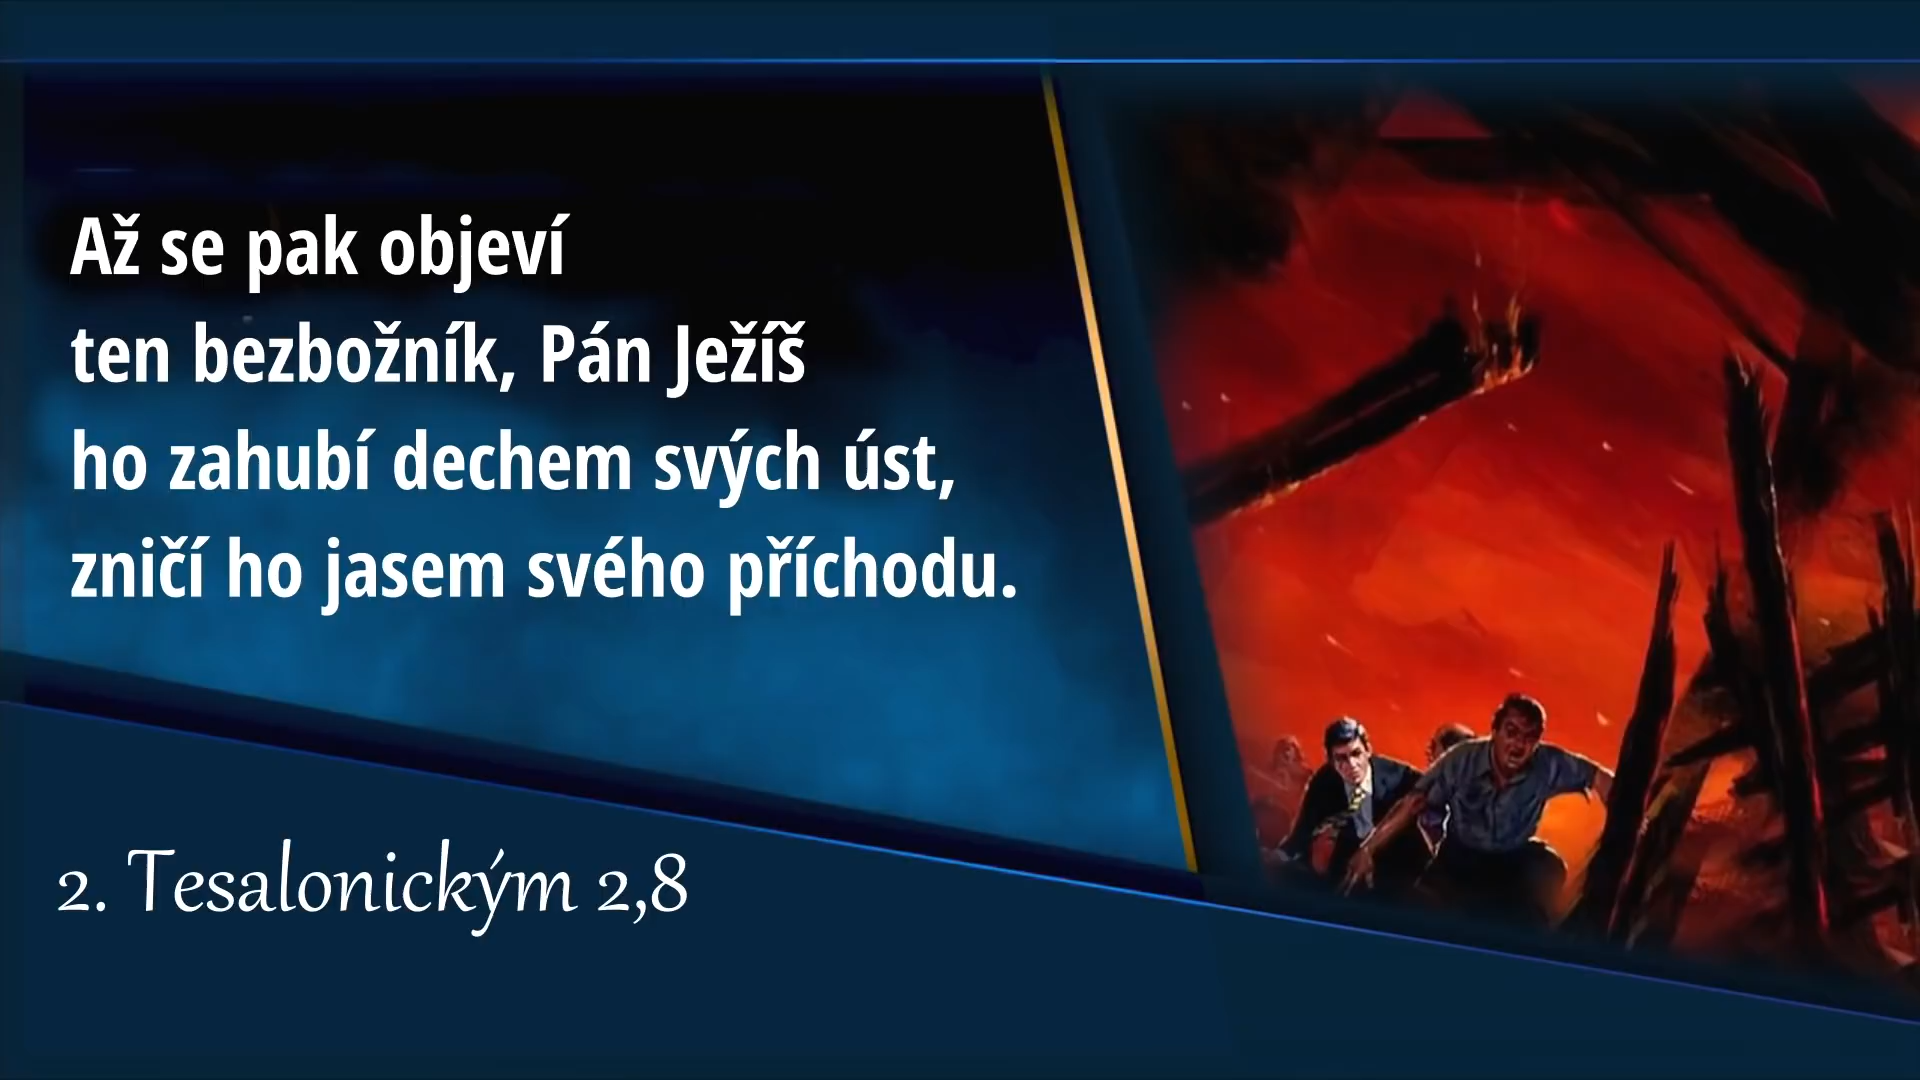 Až se pak objeví
ten bezbožník, Pán Ježíš
ho zahubí dechem svých úst,
zničí ho jasem svého příchodu.
2. Tesalonickým 2,8